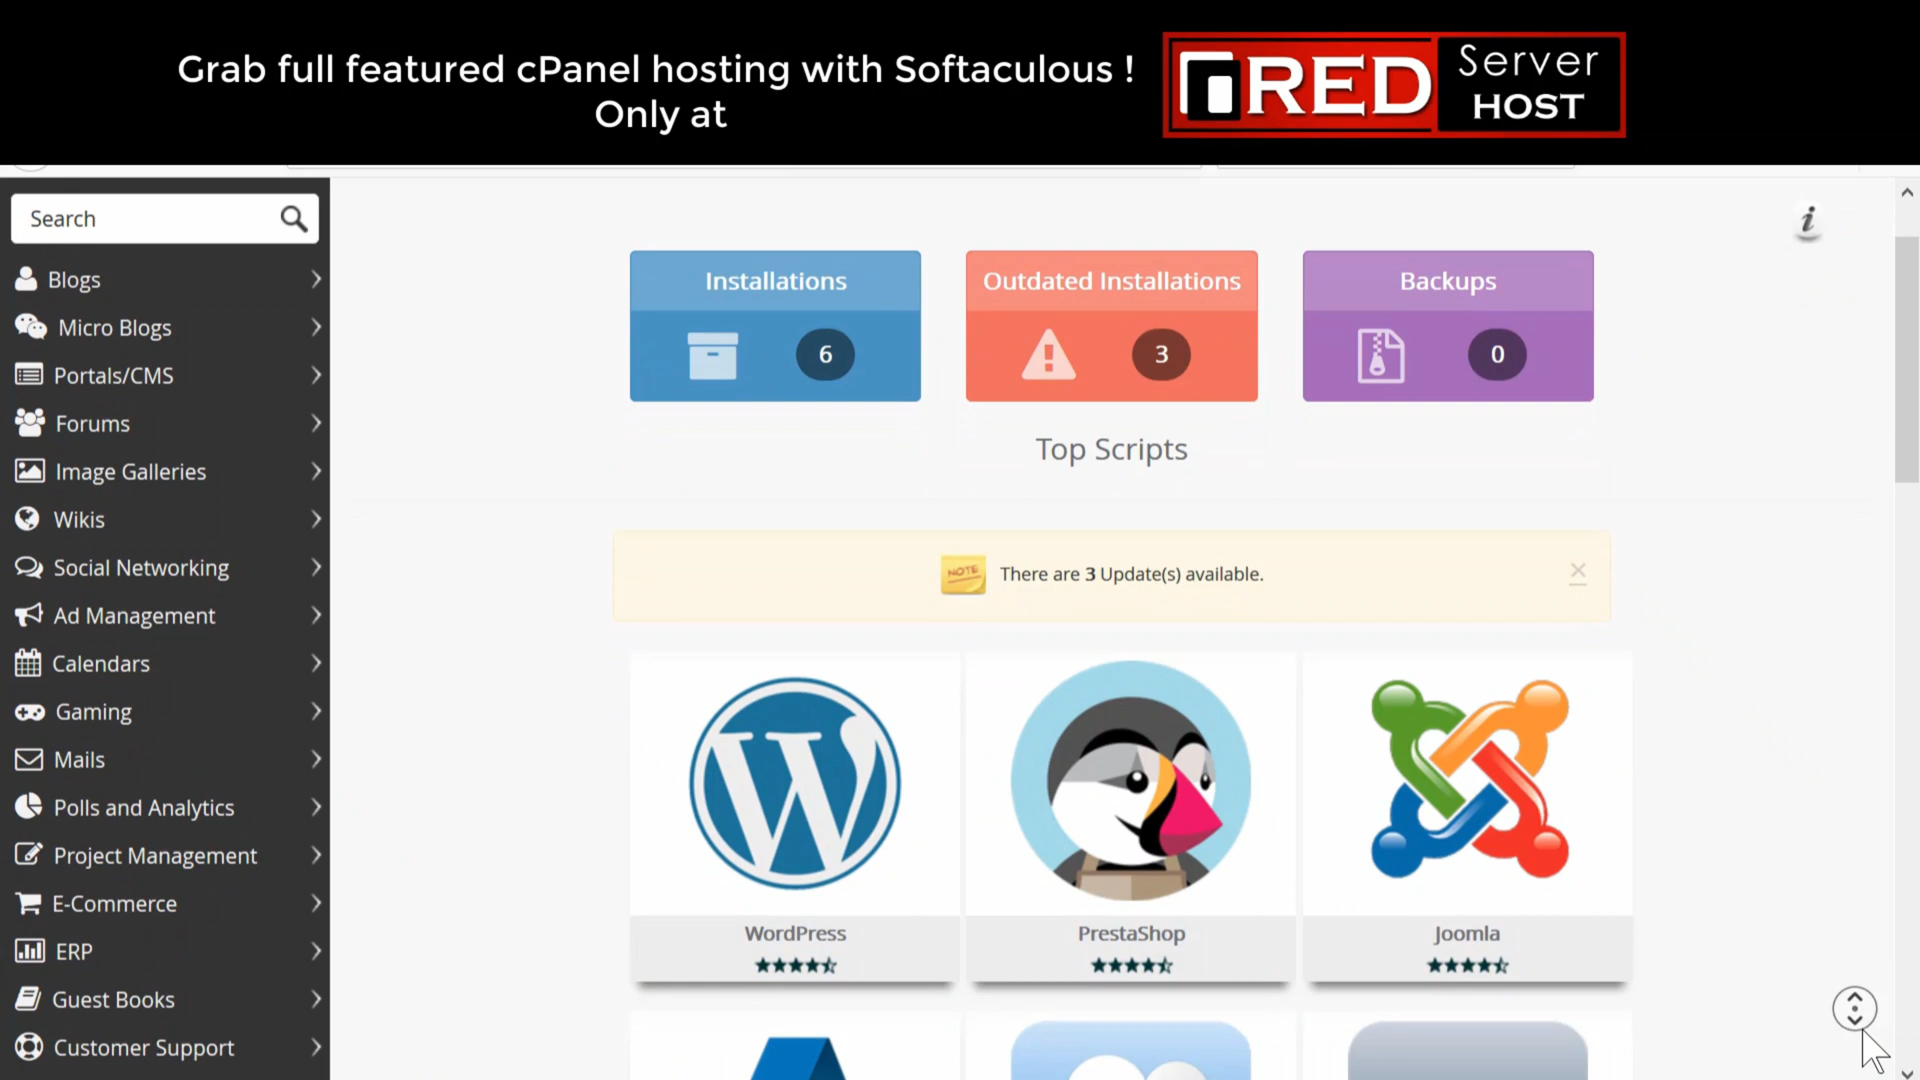 Grab full featured cPanel hosting with Softaculous !
Only at
RED
Server
HOST
Search
Blogs
Micro Blogs
Portals/CMS
Forums
Image Galleries
Wikis
Social Networking
Ad Management
Calendars
Gaming
Mails
Polls and Analytics
Project Management
E-Commerce
ERP
Guest Books
Customer Support
i
Installations
6
Outdated Installations
3
Backups
0
Top Scripts
NOTE
There are 3 Update(s) available.
WordPress
PrestaShop
Joomla